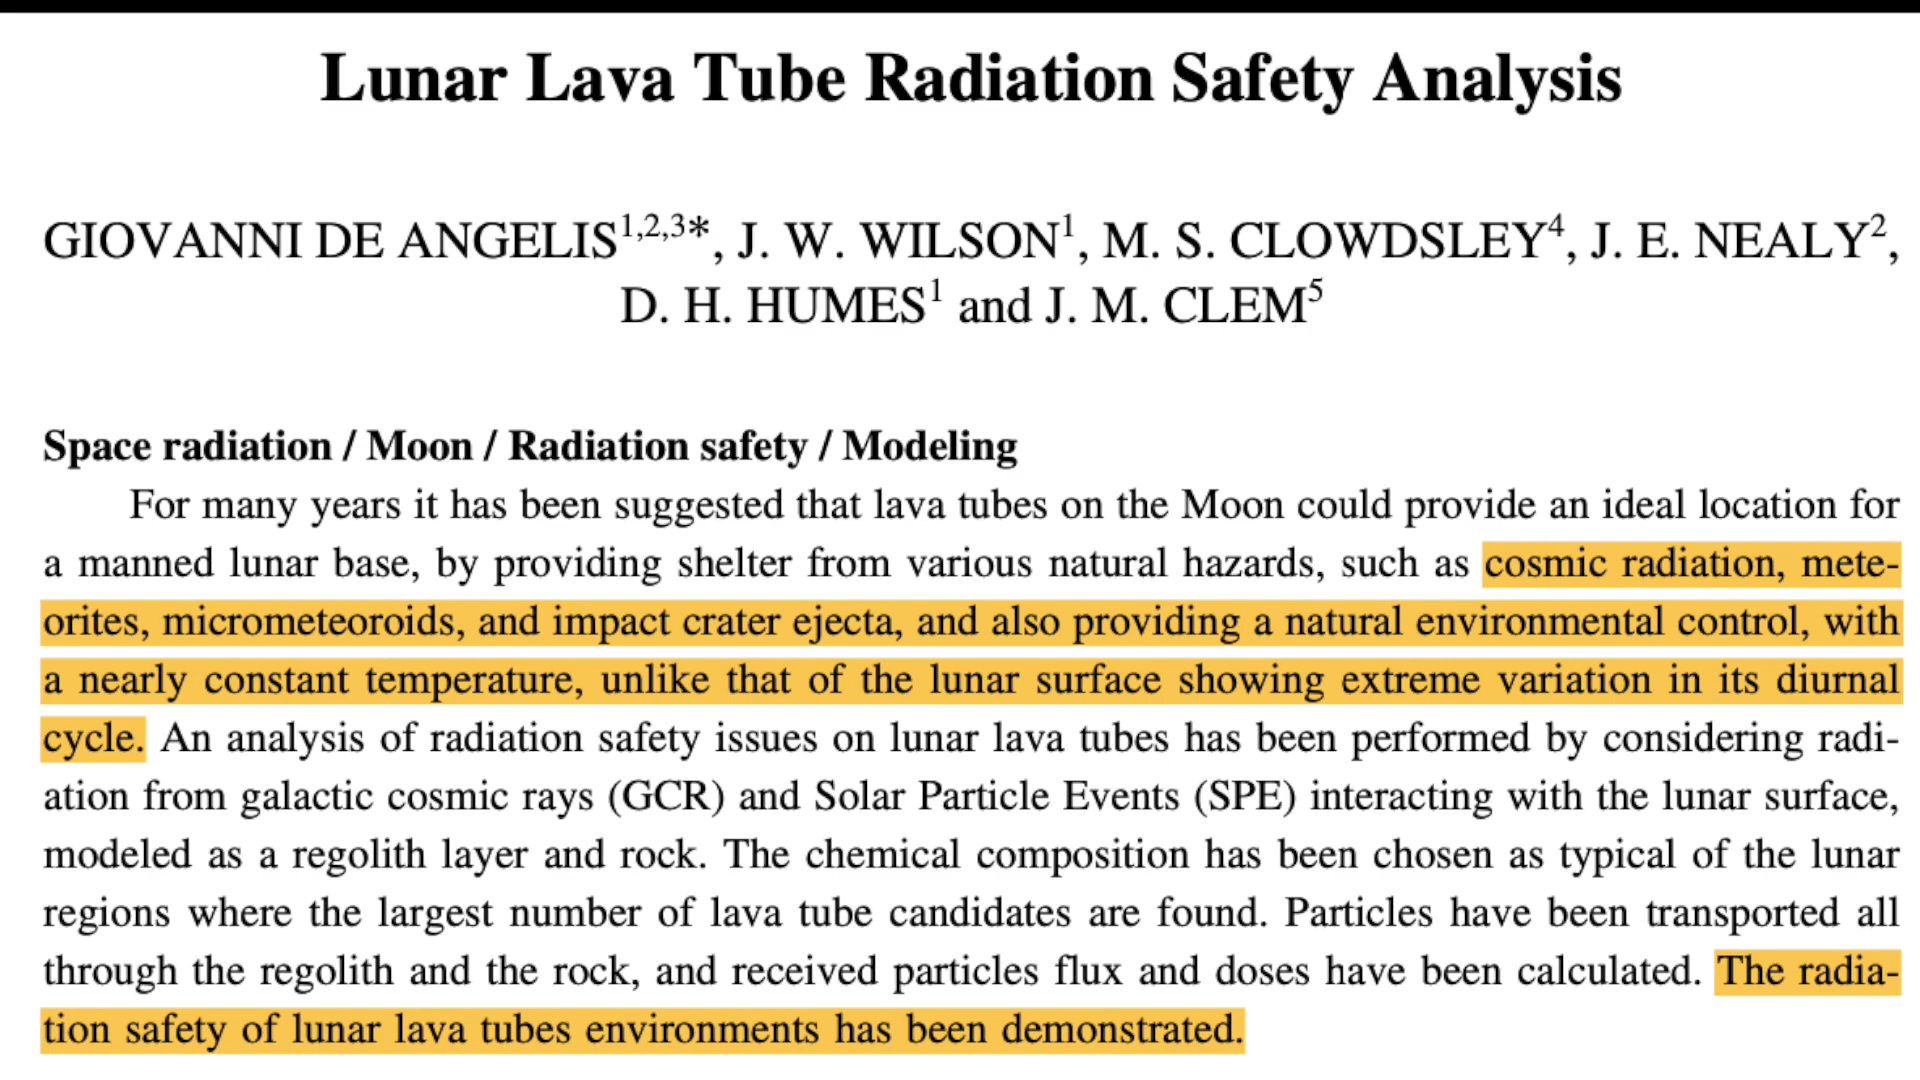 Lunar Lava Tube Radiation Safety Analysis
GIOVANNI DE ANGELIS1,2,3*, J. W. WILSON1, M. S. CLOWDSLEY4, J. E. NEALY2,
D. H. HUMES1 and J. M. CLEM5
Space radiation / Moon / Radiation safety / Modeling
For many years it has been suggested that lava tubes on the Moon could provide an ideal location for
a manned lunar base, by providing shelter from various natural hazards, such as cosmic radiation, mete-
orites, micrometeoroids, and impact crater ejecta, and also providing a natural environmental control, with
a nearly constant temperature, unlike that of the lunar surface showing extreme variation in its diurnal
cycle. An analysis of radiation safety issues on lunar lava tubes has been performed by considering radi-
ation from galactic cosmic rays (GCR) and Solar Particle Events (SPE) interacting with the lunar surface,
modeled as a regolith layer and rock. The chemical composition has been chosen as typical of the lunar
regions where the largest number of lava tube candidates are found. Particles have been transported all
through the regolith and the rock, and received particles flux and doses have been calculated. The radia-
tion safety of lunar lava tubes environments has been demonstrated.